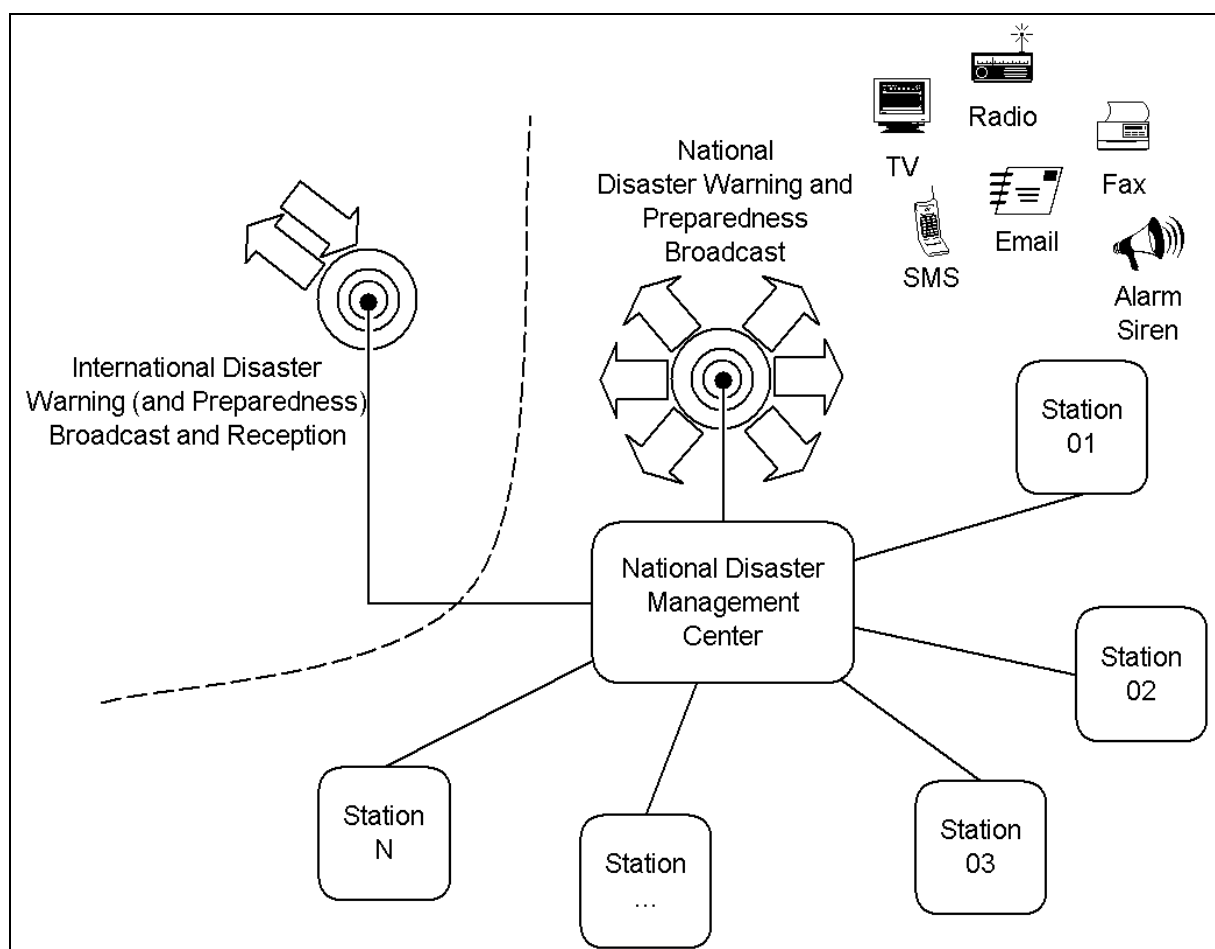 Radio
TV
Fax
SMS
Email
Alarm
Siren
National
Disaster Warning and
Preparedness
Broadcast
International Disaster
Warning (and Preparedness)
Broadcast and Reception
Station
01
National Disaster
Management
Center
Station
02
Station
03
Station
...
Station
N